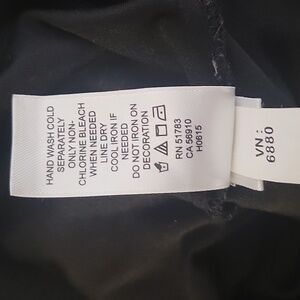 HAND WASH COLD
SEPARATELY
ONLY NON-
CHLORINE BLEACH
WHEN NEEDED
LINE DRY
COOL IRON IF
NEEDED
DO NOT IRON ON
DECORATION
RN 51783
CA 56910
H0615
VN :
6880